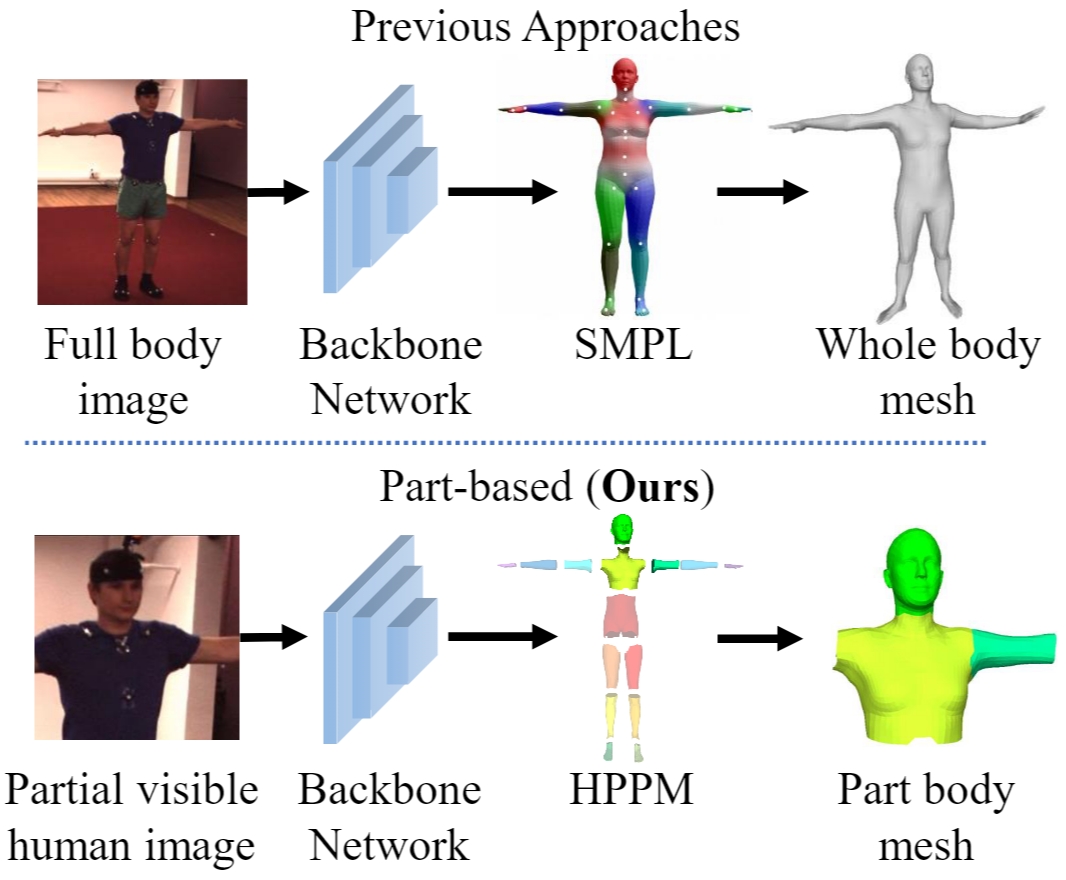 Previous Approaches
Full body
image
Backbone
Network
SMPL
Whole body
mesh
Part-based (Ours)
Partial visible
human image
Backbone
Network
HPPM
Part body
mesh